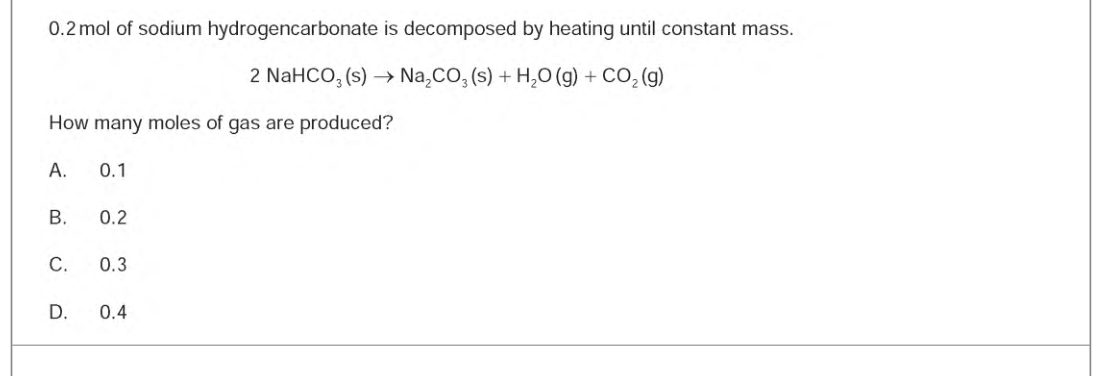 0.2 mol of sodium hydrogencarbonate is decomposed by heating until constant mass.
2 NaHCO₃ (s) → Na₂CO₃ (s) + H₂O (g) + CO₂ (g)
How many moles of gas are produced?
A. 0.1
B. 0.2
C. 0.3
D. 0.4